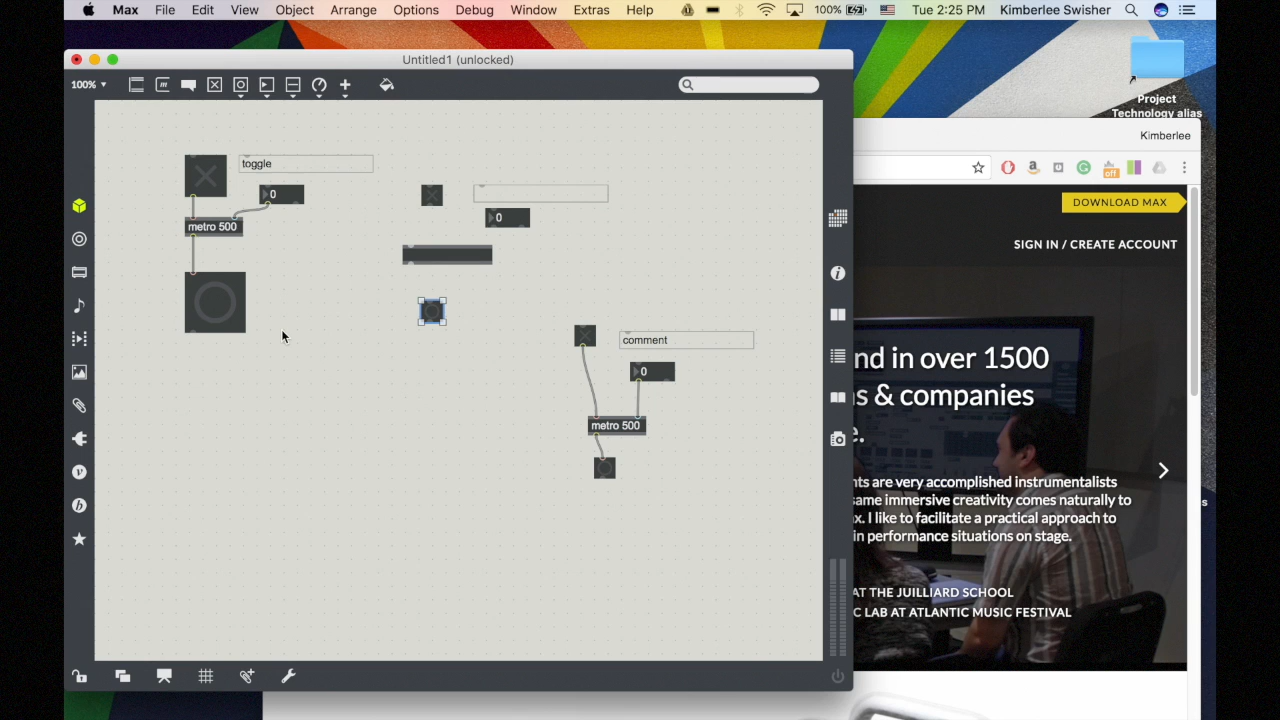 Max File Edit View Object Arrange Options Debug Window Extras Help 100% Tue 2:25 PM Kimberlee Swisher
Untitled1 (unlocked)
100%
Project
Technology alias
Kimberlee
off
DOWNLOAD MAX
SIGN IN / CREATE ACCOUNT
toggle
0
metro 500
0
comment
0
metro 500
nd in over 1500
s & companies
e.
nts are very accomplished instrumentalists
same immersive creativity comes naturally to
x. I like to facilitate a practical approach to
in performance situations on stage.
AT THE JUILLIARD SCHOOL
C LAB AT ATLANTIC MUSIC FESTIVAL